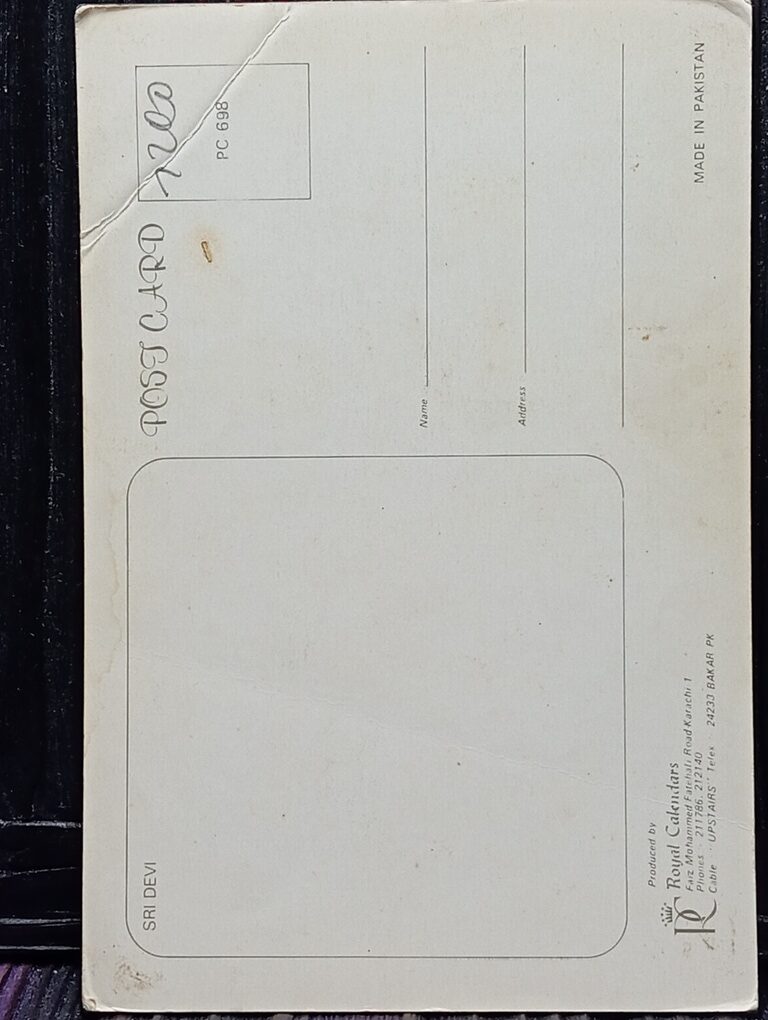 SRI DEVI
POST CARD
PC 698
Name
Address
Produced by
Royal Calendars
Faiz Mohammed Fatehali Road Karachi 1
Phones : 211786, 212140
Cable : "UPSTAIRS" Telex 24233 BAKAR PK
MADE IN PAKISTAN